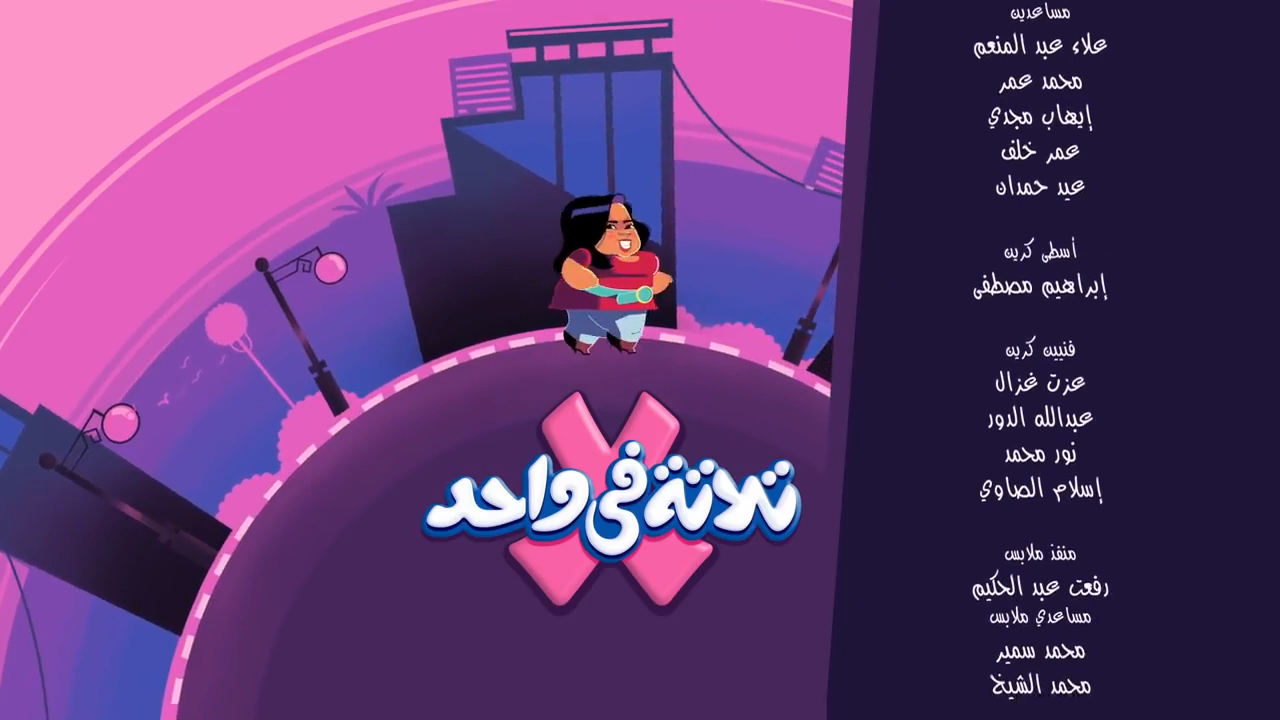 مساعدين
علاء عبد المنعم
محمد عمر
إيهاب مجدي
عمر خلف
عيد حمدان
أسطى كرين
إبراهيم مصطفى
فنيين كرين
عزت غزال
عبدالله الدور
نور محمد
إسلام الصاوي
منفذ ملابس
رفعت عبد الحكيم
مساعدي ملابس
محمد سمير
محمد الشيخ
X
تلاتة في واحد